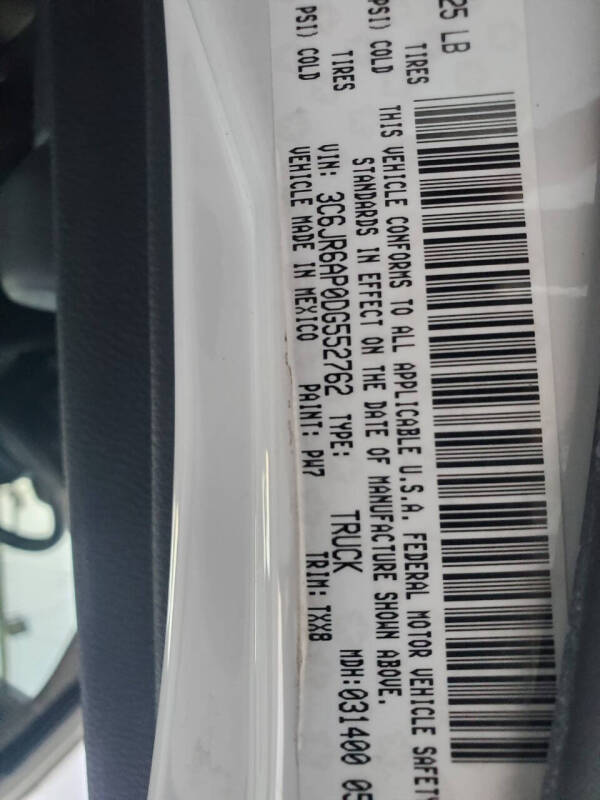 25 LB
TIRES
PSI) COLD
TIRES
PSI) COLD
THIS VEHICLE CONFORMS TO ALL APPLICABLE U.S.A. FEDERAL MOTOR VEHICLE SAFETY
STANDARDS IN EFFECT ON THE DATE OF MANUFACTURE SHOWN ABOVE.
VIN: 3C6JR6AP0DG552762 TYPE: TRUCK MDH:031400 05
VEHICLE MADE IN MEXICO PAINT: PW7 TRIM: TXX8